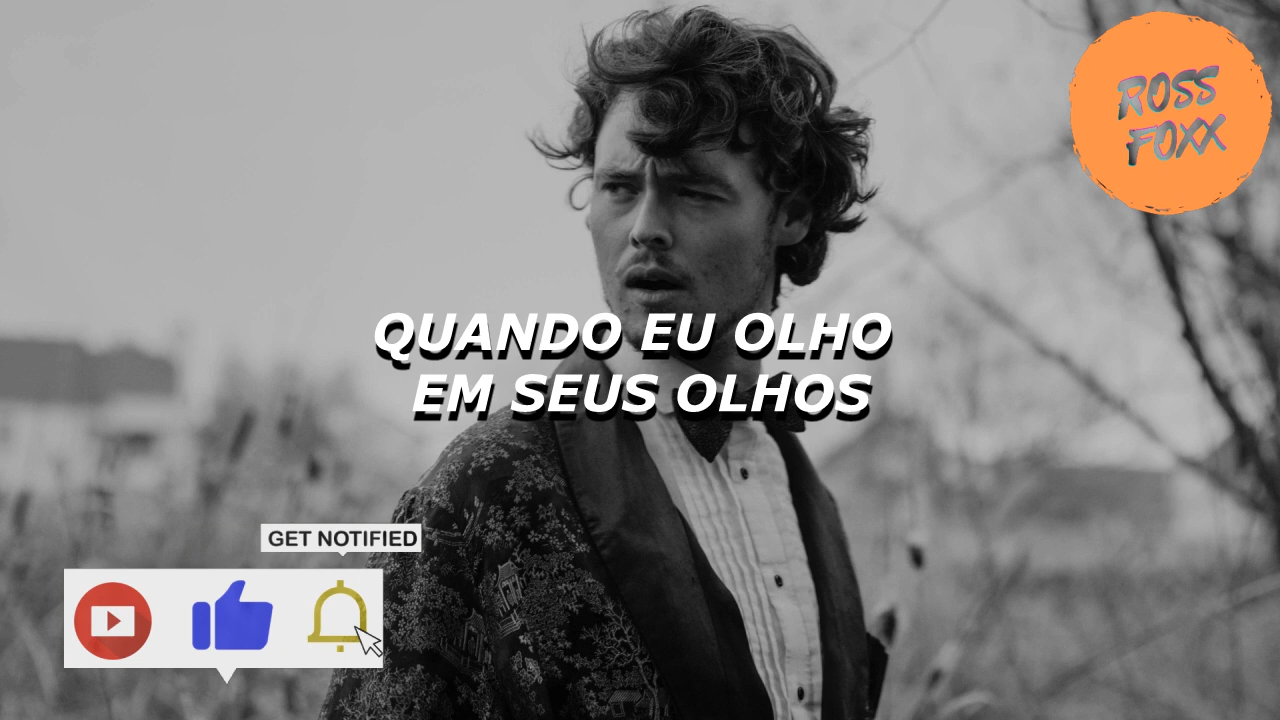 ROSS
FOXX
QUANDO EU OLHO
EM SEUS OLHOS
GET NOTIFIED